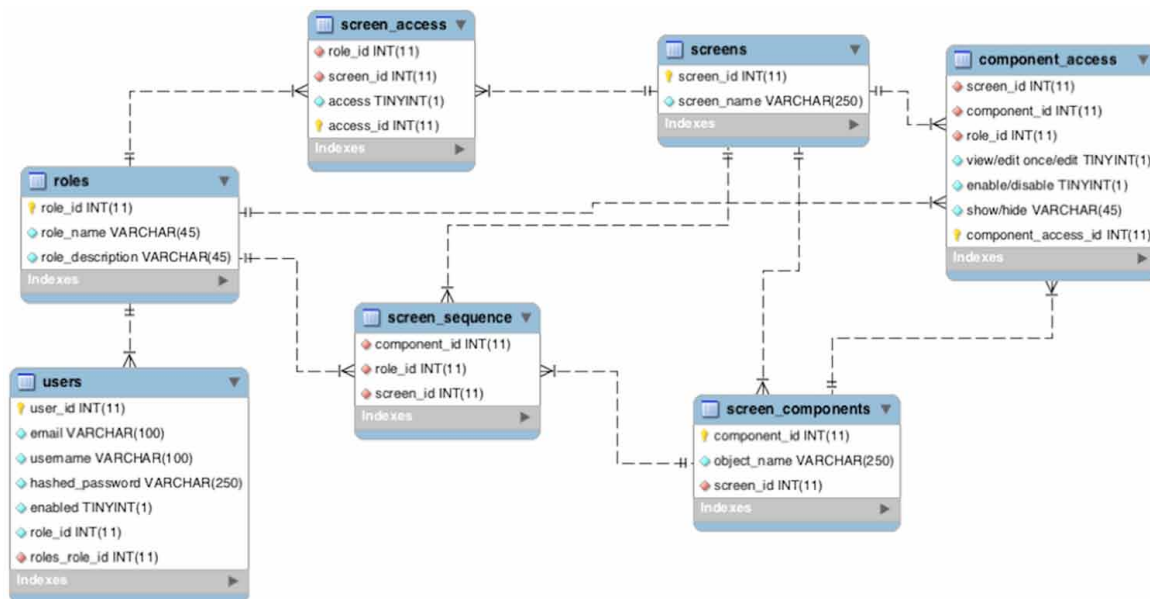 screen_access
role_id INT(11)
screen_id INT(11)
access TINYINT(1)
access_id INT(11)
Indexes
screens
screen_id INT(11)
screen_name VARCHAR(250)
Indexes
component_access
screen_id INT(11)
component_id INT(11)
role_id INT(11)
view/edit once/edit TINYINT(1)
enable/disable TINYINT(1)
show/hide VARCHAR(45)
component_access_id INT(11)
Indexes
roles
role_id INT(11)
role_name VARCHAR(45)
role_description VARCHAR(45)
Indexes
screen_sequence
component_id INT(11)
role_id INT(11)
screen_id INT(11)
Indexes
users
user_id INT(11)
email VARCHAR(100)
username VARCHAR(100)
hashed_password VARCHAR(250)
enabled TINYINT(1)
role_id INT(11)
roles_role_id INT(11)
Indexes
screen_components
component_id INT(11)
object_name VARCHAR(250)
screen_id INT(11)
Indexes